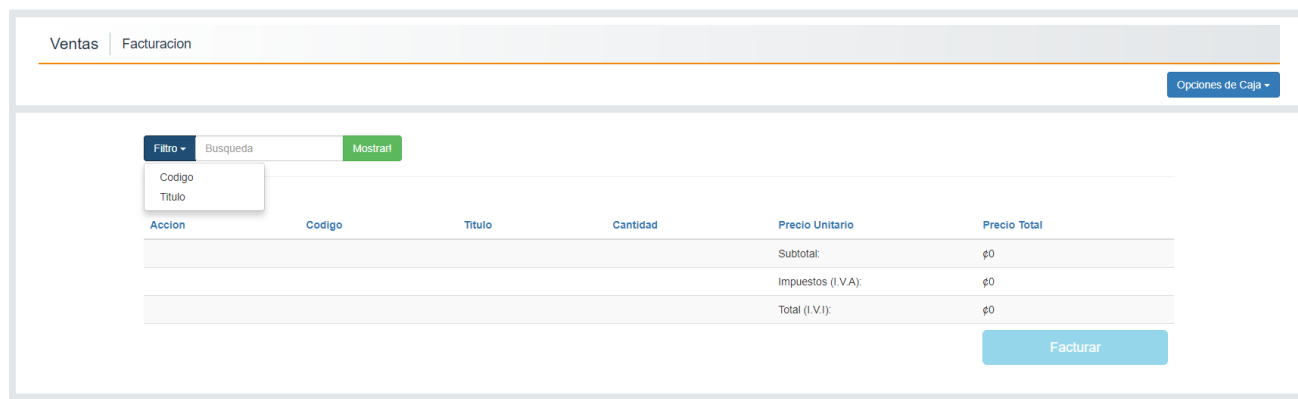 Ventas Facturacion
Opciones de Caja
Filtro Busqueda Mostrar!
Codigo
Titulo
Accion Codigo Titulo Cantidad Precio Unitario Precio Total
Subtotal: ¢0
Impuestos (I.V.A): ¢0
Total (I.V.I): ¢0
Facturar